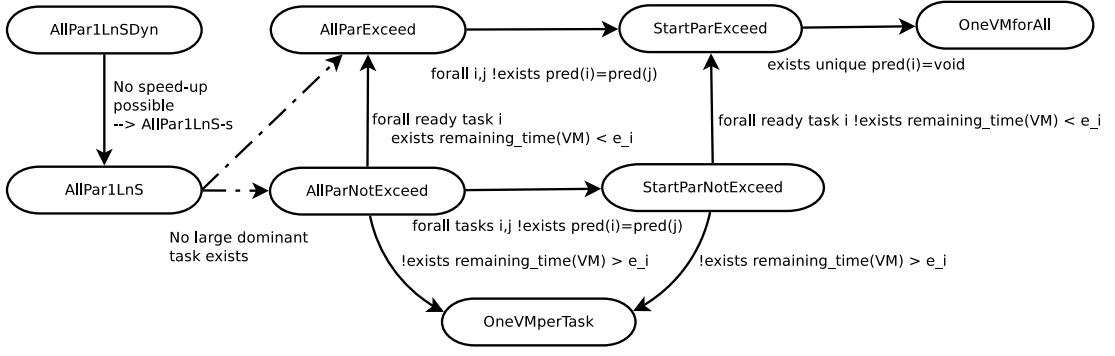 AllPar1LnSDyn
AllParExceed
StartParExceed
OneVMforAll
No speed-up
possible
--> AllPar1LnS-s
forall i,j !exists pred(i)=pred(j)
exists unique pred(i)=void
forall ready task i
exists remaining_time(VM) < e_i
forall ready task i !exists remaining_time(VM) < e_i
AllPar1LnS
AllParNotExceed
StartParNotExceed
No large dominant
task exists
forall tasks i,j !exists pred(i)=pred(j)
!exists remaining_time(VM) > e_i
!exists remaining_time(VM) > e_i
OneVMperTask